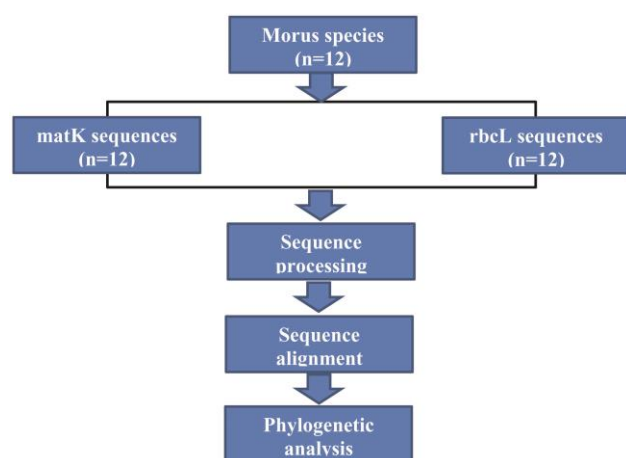 Morus species
(n=12)
matK sequences
(n=12)
rbcL sequences
(n=12)
Sequence
processing
Sequence
alignment
Phylogenetic
analysis